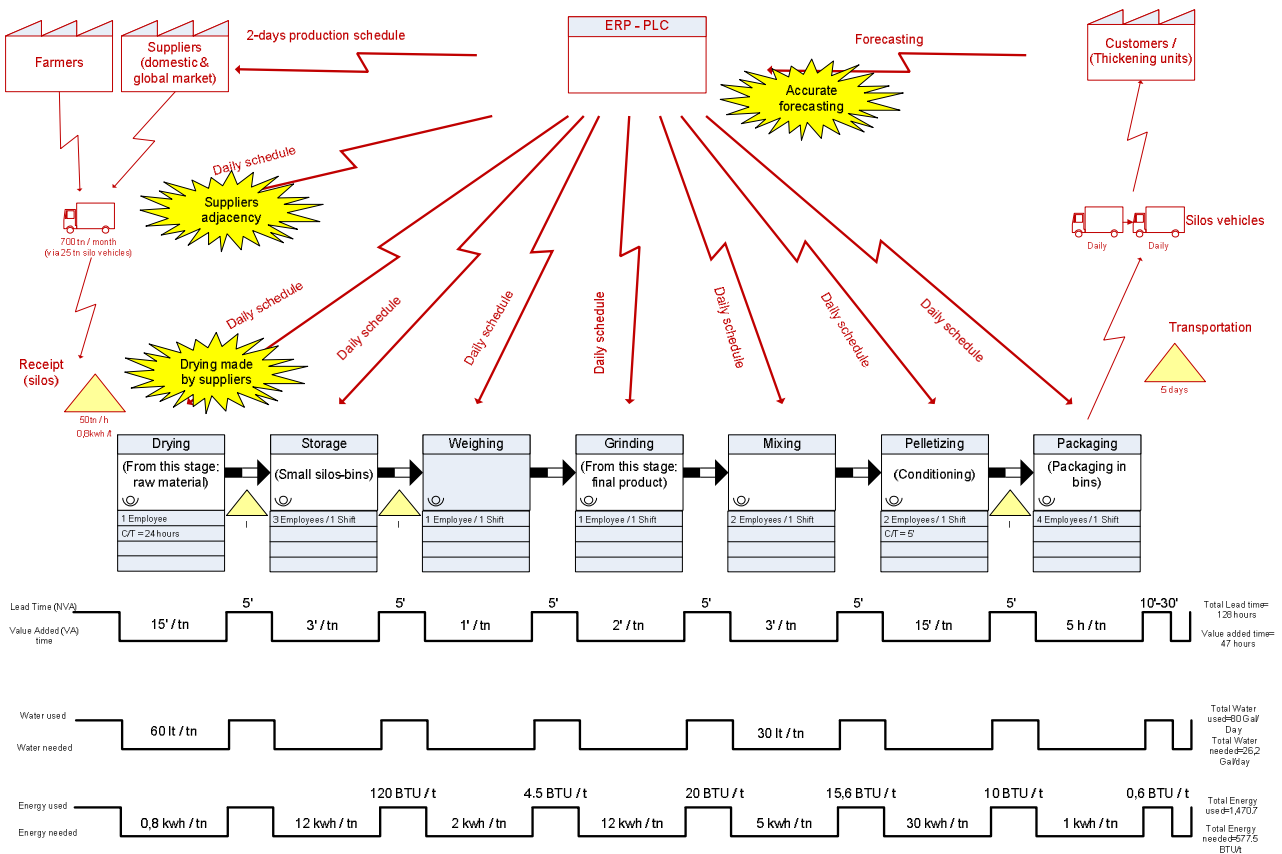 ERP - PLC
2-days production schedule
Forecasting
Farmers
Suppliers
(domestic &
global market)
Customers /
(Thickening units)
Accurate
forecasting
Daily schedule
Suppliers
adjacency
700 tn / month
(via 25 tn silo vehicles)
Silos vehicles
Daily
Daily
Daily schedule
Daily schedule
Daily schedule
Daily schedule
Daily schedule
Daily schedule
Daily schedule
Receipt
(silos)
50tn / h
0,8kwh /t
Drying made
by suppliers
Transportation
5 days
Drying
(From this stage:
raw material)
1 Employee
C/T = 24 hours
I
Storage
(Small silos-bins)
3 Employees / 1 Shift
I
Weighing
1 Employee / 1 Shift
Grinding
(From this stage:
final product)
1 Employee / 1 Shift
Mixing
2 Employees / 1 Shift
Pelletizing
(Conditioning)
2 Employees / 1 Shift
C/T = 5'
I
Packaging
(Packaging in
bins)
4 Employees / 1 Shift
Lead Time (NVA)
5'
5'
5'
5'
5'
5'
10'-30'
Total Lead time=
128 hours
Value Added (VA)
time
15' / tn
3' / tn
1' / tn
2' / tn
3' / tn
15' / tn
5 h / tn
Value added time=
47 hours
Water used
Water needed
60 lt / tn
30 lt / tn
Total Water
used=80 Gal/
Day
Total Water
needed=26,2
Gal/day
Energy used
120 BTU / t
4.5 BTU / t
20 BTU / t
15,6 BTU / t
10 BTU / t
0,6 BTU / t
Total Energy
used=1,470.7
Energy needed
0,8 kwh / tn
12 kwh / tn
2 kwh / tn
12 kwh / tn
5 kwh / tn
30 kwh / tn
1 kwh / tn
Total Energy
needed=577.5
BTU/t